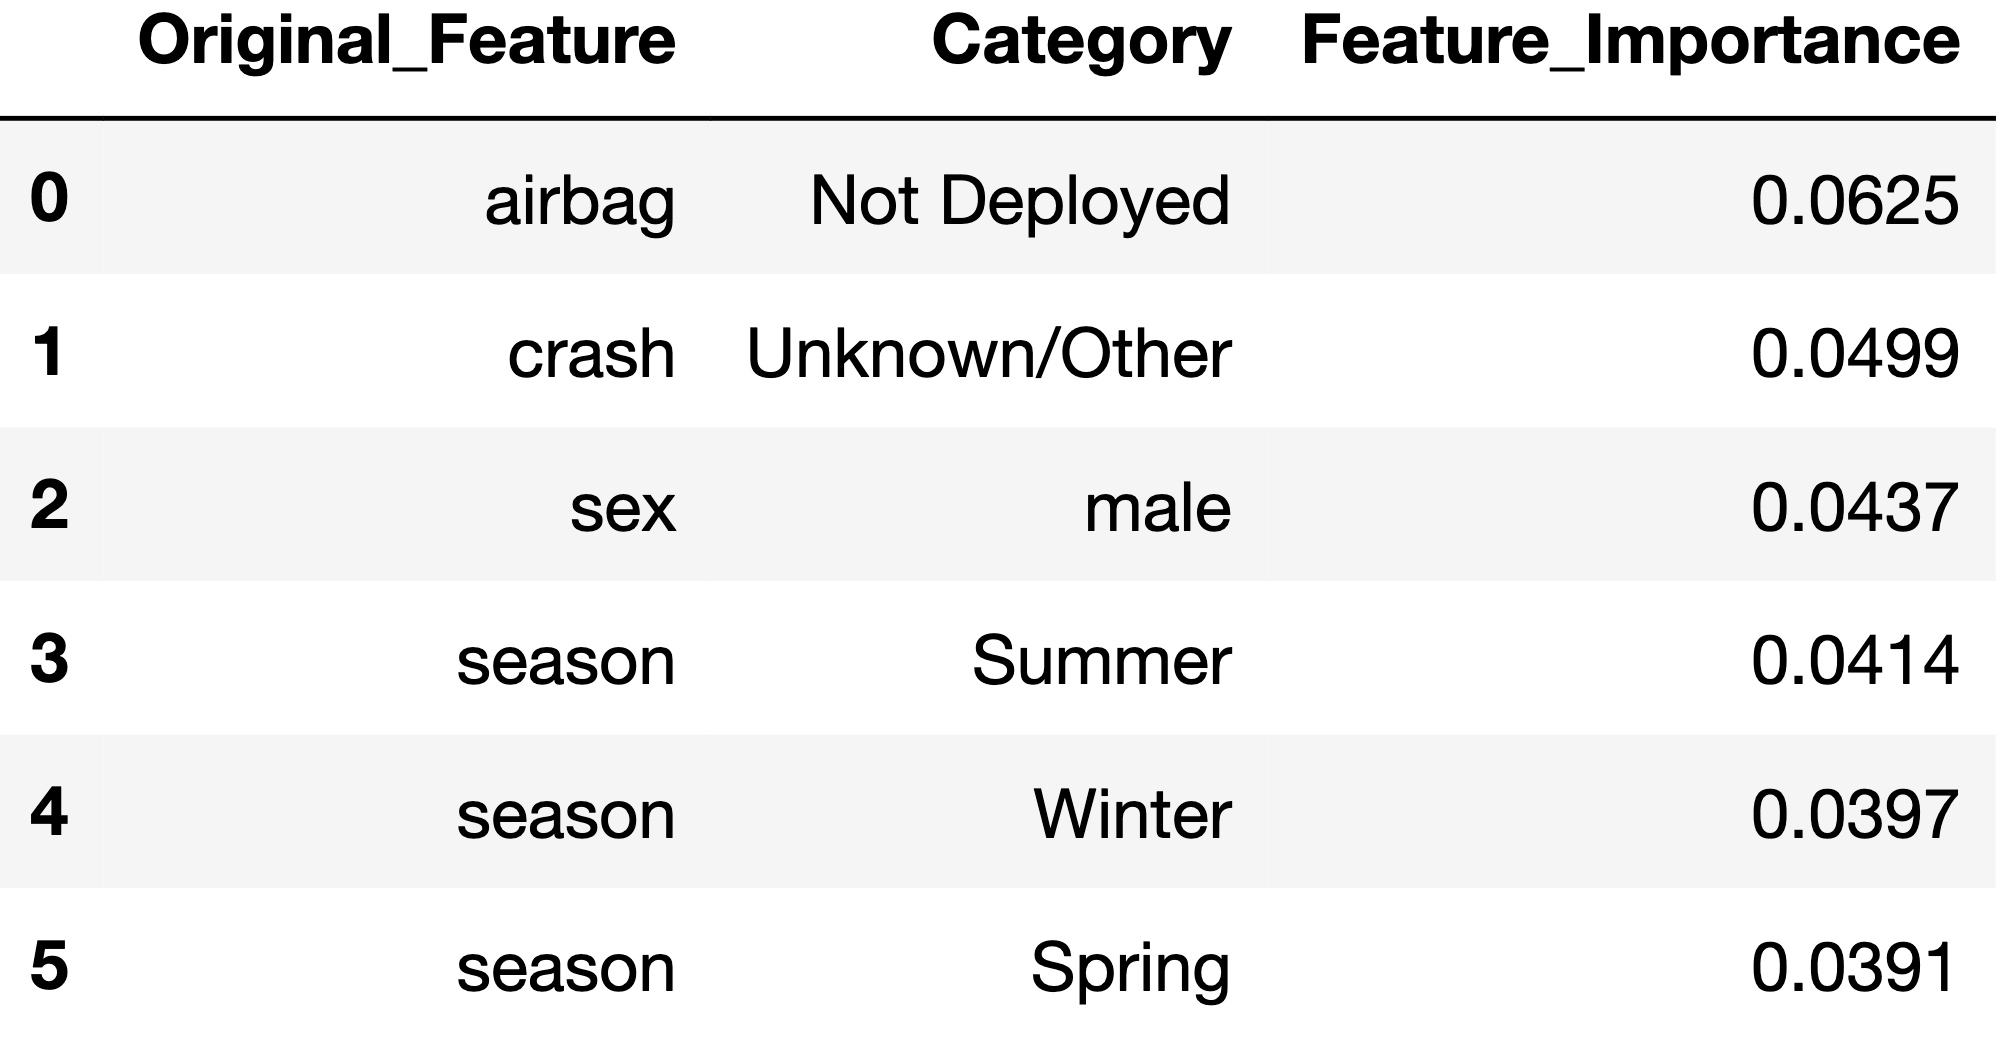 Original_Feature Category Feature_Importance
0 airbag Not Deployed 0.0625
1 crash Unknown/Other 0.0499
2 sex male 0.0437
3 season Summer 0.0414
4 season Winter 0.0397
5 season Spring 0.0391